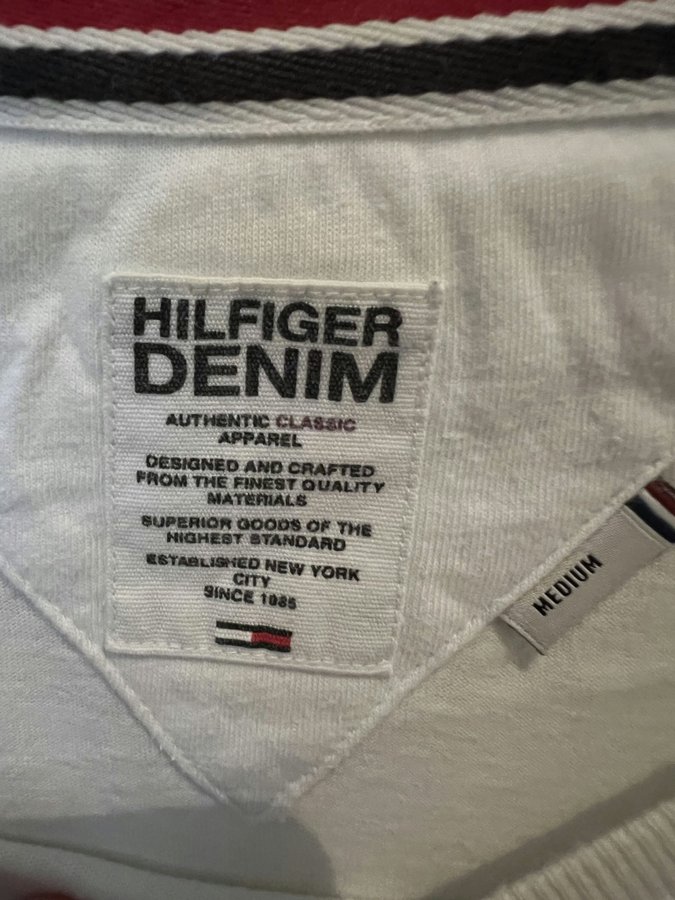 HILFIGER
DENIM
AUTHENTIC CLASSIC
APPAREL
DESIGNED AND CRAFTED
FROM THE FINEST QUALITY
MATERIALS
SUPERIOR GOODS OF THE
HIGHEST STANDARD
ESTABLISHED NEW YORK
CITY
SINCE 1985
MEDIUM